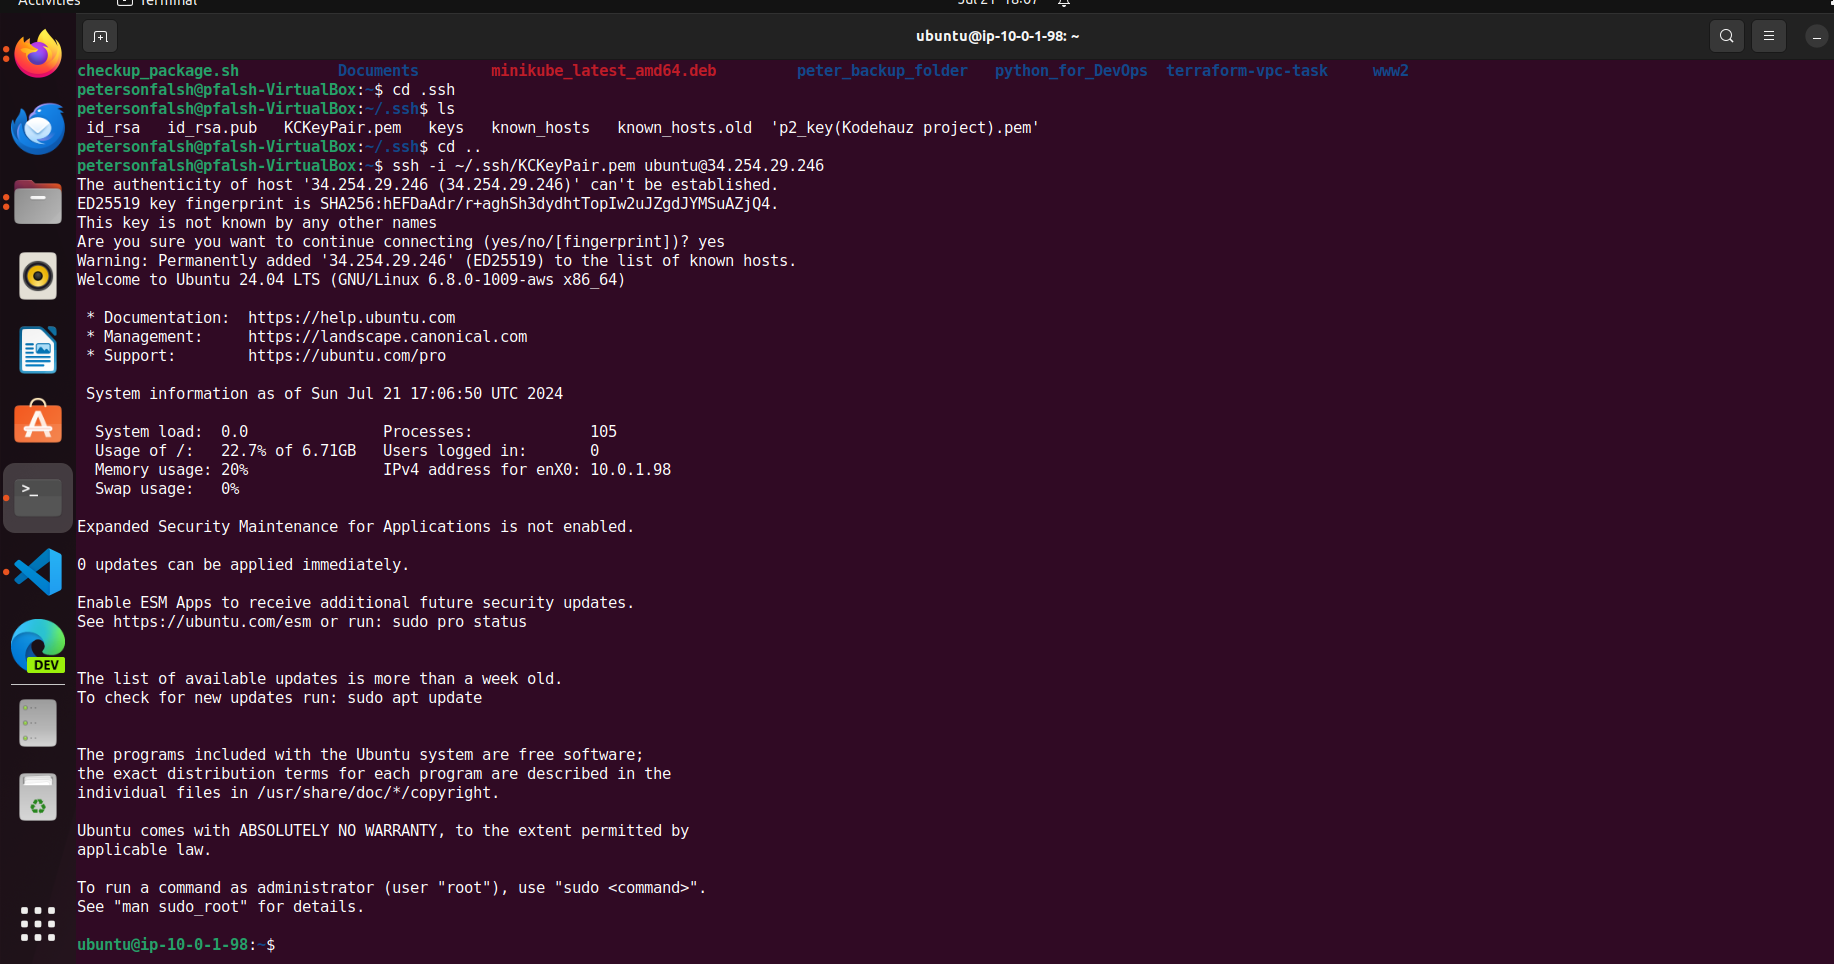 Activities Terminal Jul 21 18:07
ubuntu@ip-10-0-1-98: ~
checkup_package.sh Documents minikube_latest_amd64.deb peter_backup_folder python_for_DevOps terraform-vpc-task www2
petersonfalsh@pfalsh-VirtualBox:~$ cd .ssh
petersonfalsh@pfalsh-VirtualBox:~/.ssh$ ls
id_rsa id_rsa.pub KCKeyPair.pem keys known_hosts known_hosts.old 'p2_key(Kodehauz project).pem'
petersonfalsh@pfalsh-VirtualBox:~/.ssh$ cd ..
petersonfalsh@pfalsh-VirtualBox:~$ ssh -i ~/.ssh/KCKeyPair.pem ubuntu@34.254.29.246
The authenticity of host '34.254.29.246 (34.254.29.246)' can't be established.
ED25519 key fingerprint is SHA256:hEFDaAdr/r+aghSh3dydhtTopIw2uJZgdJYMSuAZjQ4.
This key is not known by any other names
Are you sure you want to continue connecting (yes/no/[fingerprint])? yes
Warning: Permanently added '34.254.29.246' (ED25519) to the list of known hosts.
Welcome to Ubuntu 24.04 LTS (GNU/Linux 6.8.0-1009-aws x86_64)
* Documentation: https://help.ubuntu.com
* Management: https://landscape.canonical.com
* Support: https://ubuntu.com/pro
System information as of Sun Jul 21 17:06:50 UTC 2024
System load: 0.0 Processes: 105
Usage of /: 22.7% of 6.71GB Users logged in: 0
Memory usage: 20% IPv4 address for enX0: 10.0.1.98
Swap usage: 0%
Expanded Security Maintenance for Applications is not enabled.
0 updates can be applied immediately.
Enable ESM Apps to receive additional future security updates.
See https://ubuntu.com/esm or run: sudo pro status
The list of available updates is more than a week old.
To check for new updates run: sudo apt update
The programs included with the Ubuntu system are free software;
the exact distribution terms for each program are described in the
individual files in /usr/share/doc/*/copyright.
Ubuntu comes with ABSOLUTELY NO WARRANTY, to the extent permitted by
applicable law.
To run a command as administrator (user "root"), use "sudo <command>".
See "man sudo_root" for details.
ubuntu@ip-10-0-1-98:~$
>_
DEV